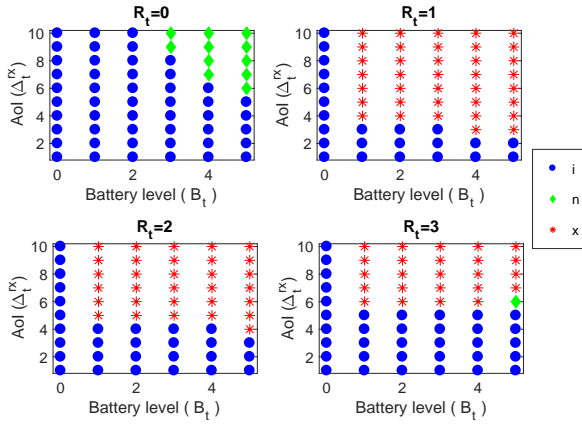 R_t=0
10
8
6
4
2
0 2 4
AoI (Δ_t^rx)
Battery level ( B_t )
R_t=1
10
8
6
4
2
0 2 4
AoI (Δ_t^rx)
Battery level ( B_t )
i
n
x
R_t=2
10
8
6
4
2
0 2 4
AoI (Δ_t^rx)
Battery level ( B_t )
R_t=3
10
8
6
4
2
0 2 4
AoI (Δ_t^rx)
Battery level ( B_t )